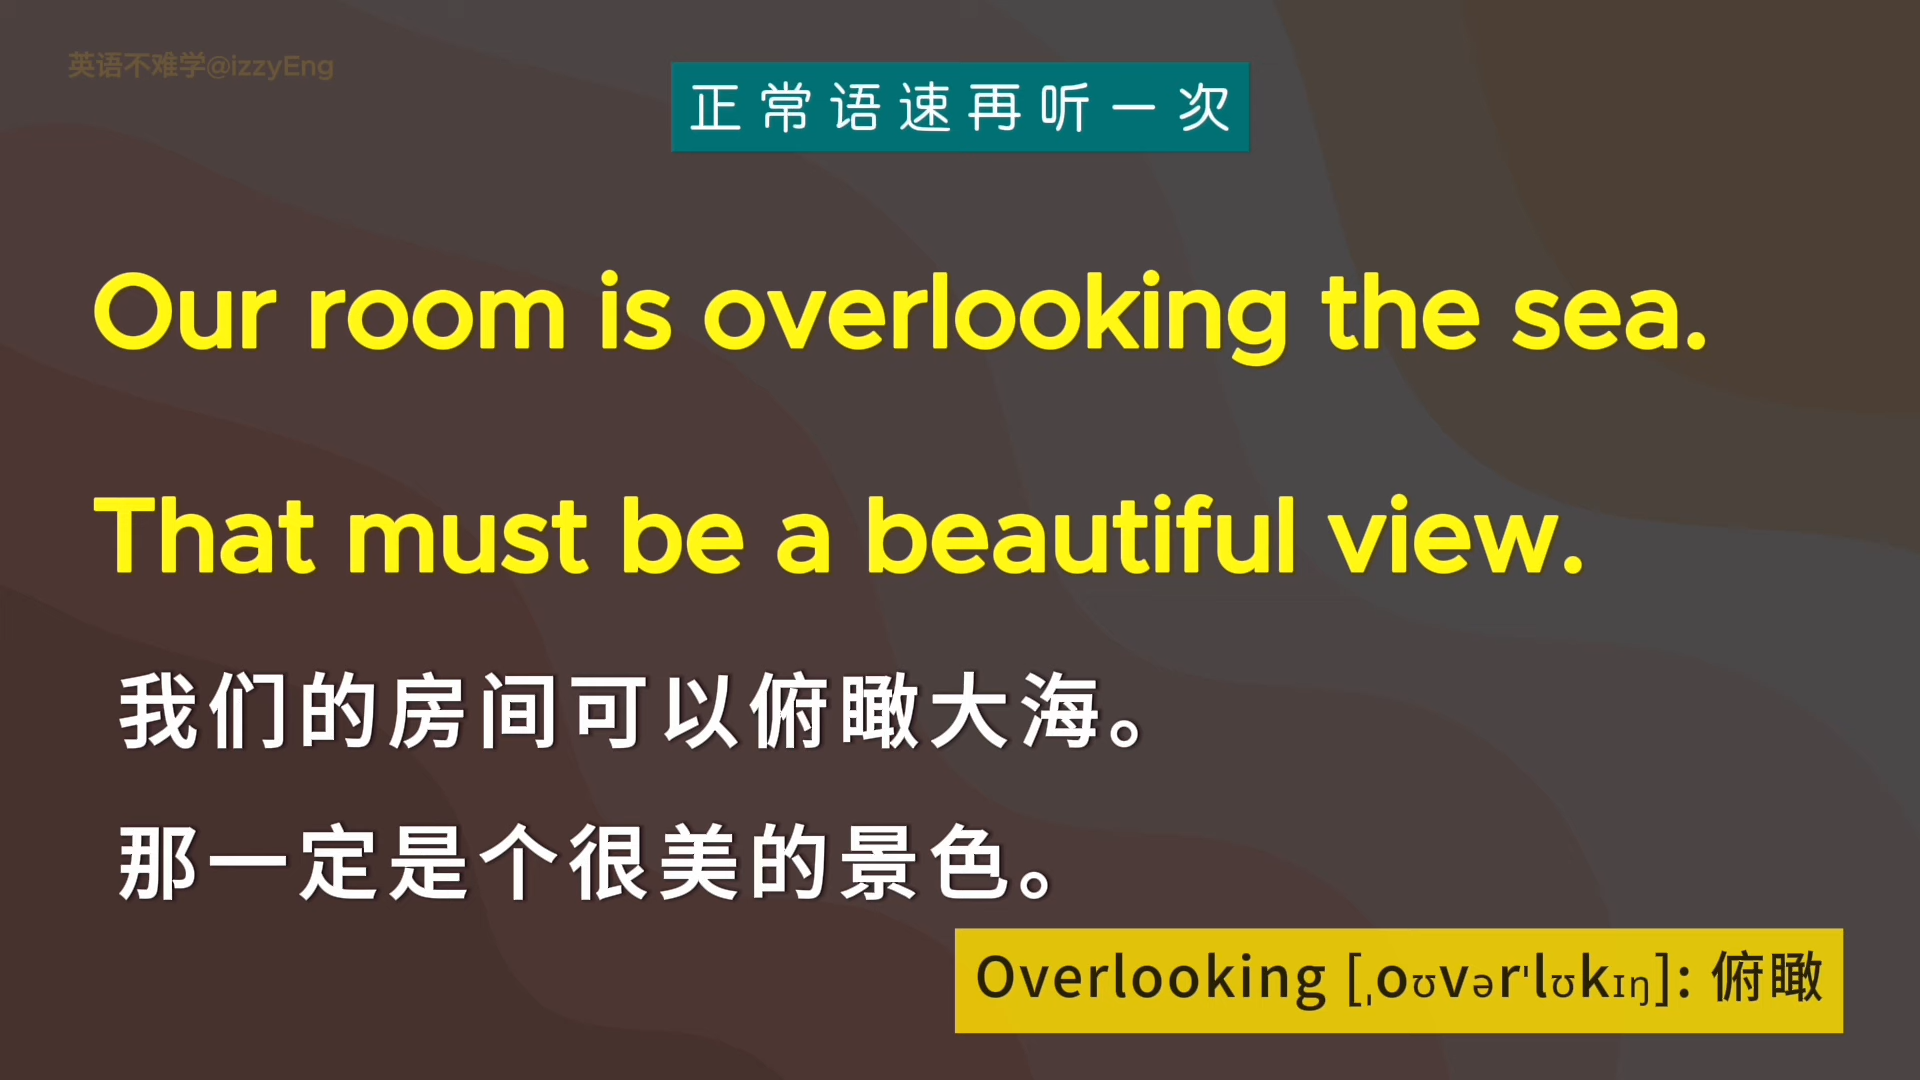 英语不难学@izzyEng
正常语速再听一次
Our room is overlooking the sea.
That must be a beautiful view.
我们的房间可以俯瞰大海。
那一定是个很美的景色。
Overlooking [ˌoʊvərˈlʊkɪŋ]: 俯瞰